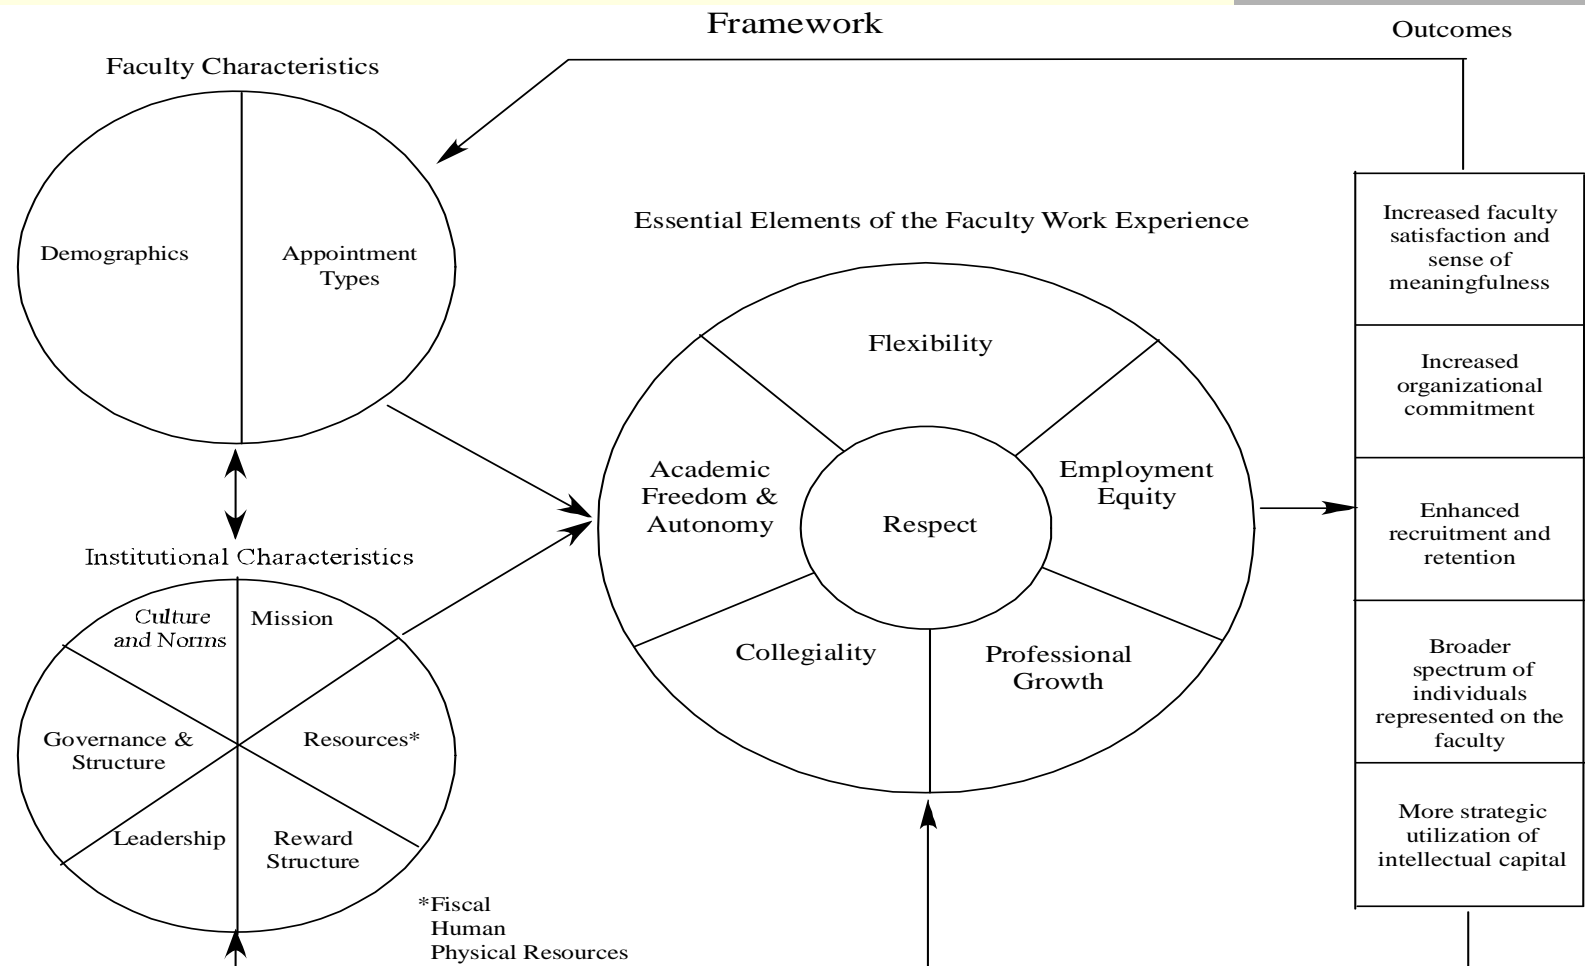 Framework
Outcomes
Faculty Characteristics
Demographics
Appointment
Types
Essential Elements of the Faculty Work Experience
Flexibility
Academic
Freedom &
Autonomy
Employment
Equity
Respect
Collegiality
Professional
Growth
Institutional Characteristics
Culture
and Norms
Mission
Governance &
Structure
Resources*
Leadership
Reward
Structure
*Fiscal
Human
Physical Resources
Increased faculty
satisfaction and
sense of
meaningfulness
Increased
organizational
commitment
Enhanced
recruitment and
retention
Broader
spectrum of
individuals
represented on the
faculty
More strategic
utilization of
intellectual capital